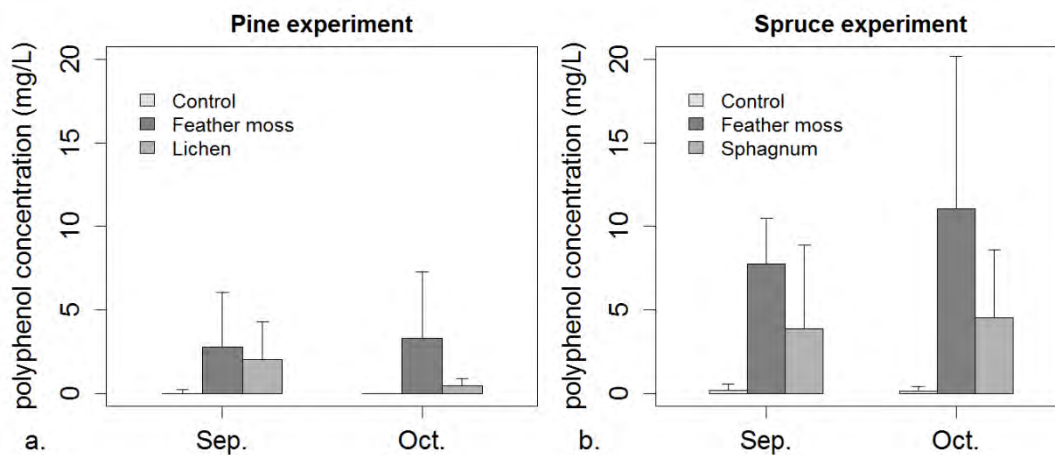 Pine experiment
polyphenol concentration (mg/L)
20
15
10
5
0
Control
Feather moss
Lichen
Sep.
Oct.
a.
Spruce experiment
polyphenol concentration (mg/L)
20
15
10
5
0
Control
Feather moss
Sphagnum
Sep.
Oct.
b.